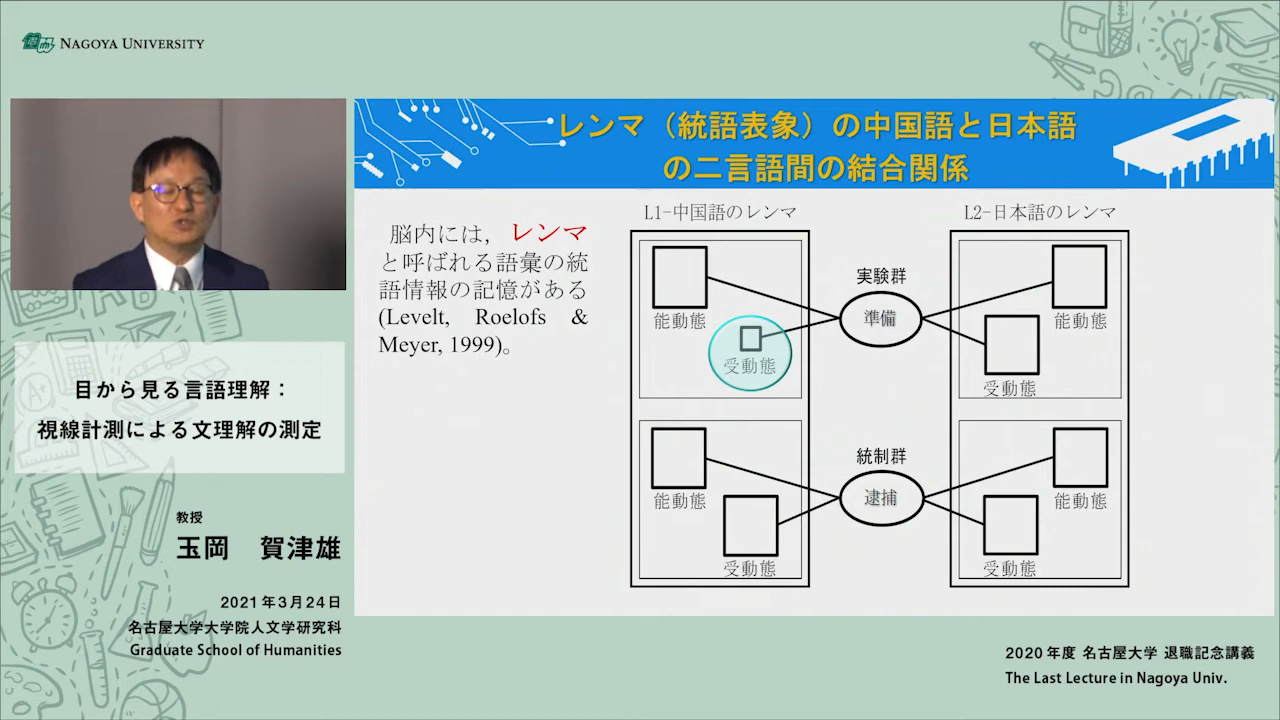 NAGOYA UNIVERSITY
レンマ（統語表象）の中国語と日本語
の二言語間の結合関係
脳内には，レンマ
と呼ばれる語彙の統
語情報の記憶がある
(Levelt, Roelofs &
Meyer, 1999)。
L1-中国語のレンマ
L2-日本語のレンマ
実験群
準備
能動態
受動態
能動態
受動態
統制群
逮捕
能動態
受動態
能動態
受動態
目から見る言語理解：
視線計測による文理解の測定
教授
玉岡　賀津雄
2021年3月24日
名古屋大学大学院人文学研究科
Graduate School of Humanities
2020年度 名古屋大学 退職記念講義
The Last Lecture in Nagoya Univ.